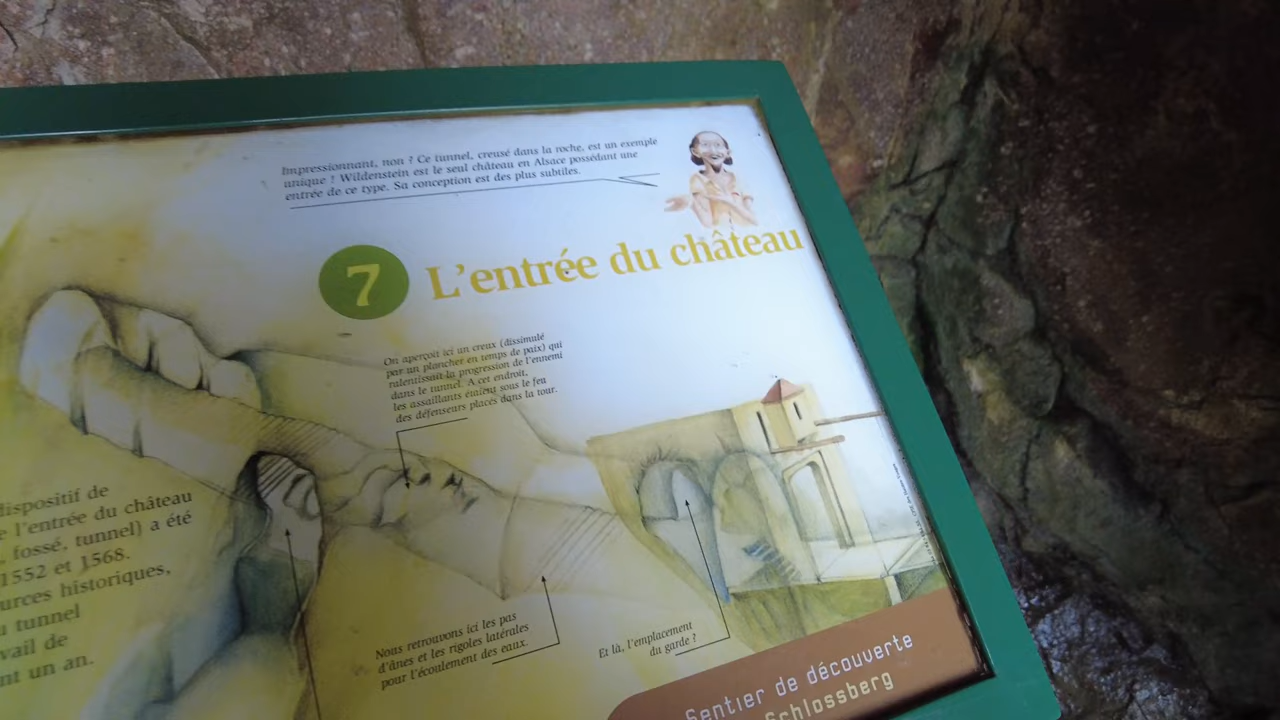 Impressionnant, non ? Ce tunnel, creusé dans la roche, est un exemple
unique ! Wildenstein est le seul château en Alsace possédant une
entrée de ce type. Sa conception est des plus subtiles.
7 L'entrée du château
On aperçoit ici un creux (dissimulé
par un plancher en temps de paix) qui
ralentissait la progression de l'ennemi
dans le tunnel. A cet endroit,
les assaillants étaient sous le feu
des défenseurs placés dans la tour.
dispositif de
l'entrée du château
fossé, tunnel) a été
1552 et 1568.
historiques,
tunnel
de
un an.
Nous retrouvons ici les pas
d'ânes et les rigoles latérales
pour l'écoulement des eaux.
Et là, l'emplacement
du garde ?
Sentier de découverte
Schlossberg